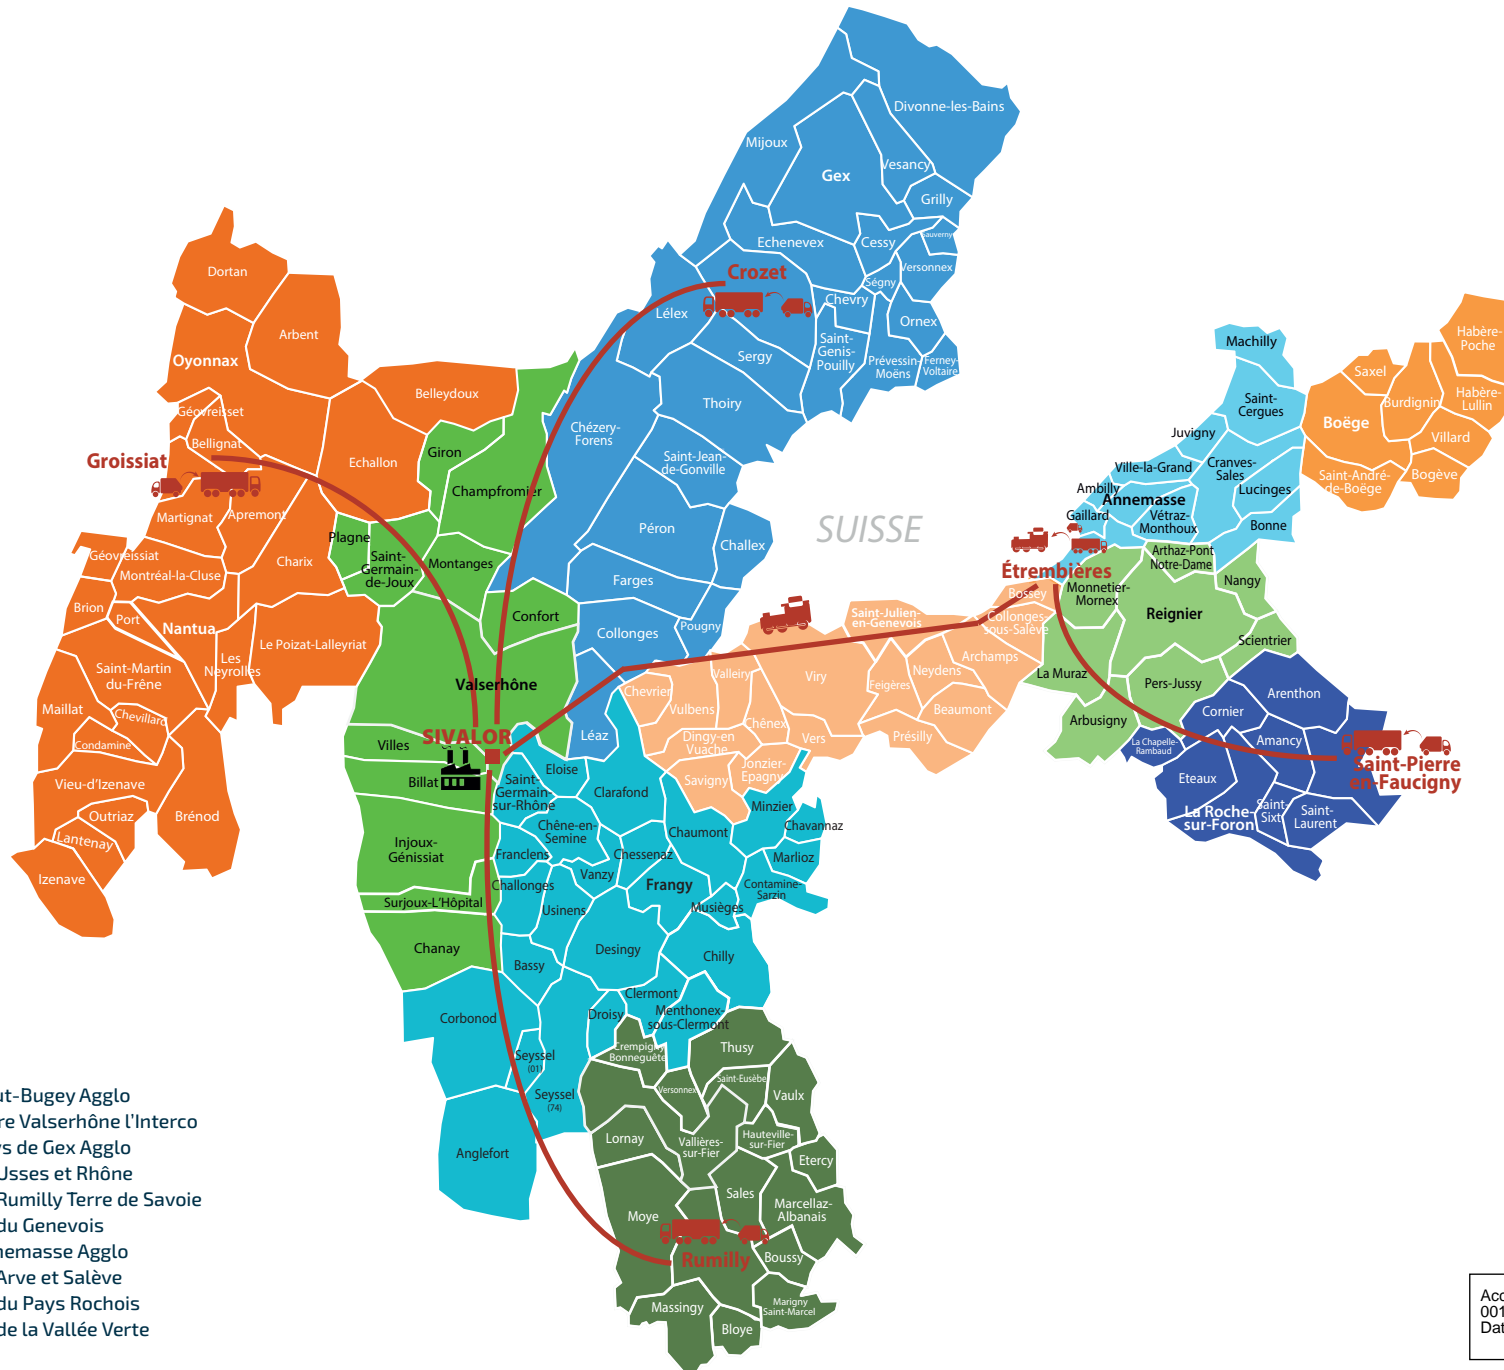 Divonne-les-Bains
Mijoux
Vesancy
Gex
Grilly
Sauverny
Echenevex
Cessy
Versonnex
Ségny
Crozet
Chevry
Lélex
Ornex
Saint-
Genis-
Pouilly
Sergy
Prévessin-
Moëns
Ferney-
Voltaire
Thoiry
Chézery-
Forens
Saint-Jean-
de-Gonville
Péron
Challex
Farges
Collonges
Pougny
Léaz
SUISSE
Dortan
Arbent
Oyonnax
Belleydoux
Géovreisset
Bellignat
Groissiat
Echallon
Martignat
Apremont
Géovreissiat
Montréal-la-Cluse
Charix
Brion
Port
Nantua
Les
Neyrolles
Le Poizat-Lalleyriat
Saint-Martin
du-Frêne
Maillat
Chevillard
Condamine
Vieu-d'Izenave
Outriaz
Brénod
Lantenay
Izenave
Giron
Champfromier
Plagne
Saint-
Germain-
de-Joux
Montanges
Confort
Valserhône
Villes
SIVALOR
Billat
Injoux-
Génissiat
Surjoux-L'Hôpital
Chanay
Machilly
Saint-
Cergues
Juvigny
Ville-la-Grand
Cranves-
Sales
Ambilly
Annemasse
Lucinges
Gaillard
Vétraz-
Monthoux
Bonne
Étrembières
Habère-
Poche
Saxel
Burdignin
Habère-
Lullin
Boëge
Villard
Saint-André-
de-Boëge
Bogève
Arthaz-Pont
Notre-Dame
Nangy
Monnetier-
Mornex
Reignier
Scientrier
La Muraz
Pers-Jussy
Arbusigny
Arenthon
Cornier
La Chapelle-
Rambaud
Amancy
Saint-Pierre
en-Faucigny
Eteaux
La Roche-
sur-Foron
Saint-
Sixt
Saint-
Laurent
Bossey
Saint-Julien-
en-Genevois
Collonges-
sous-Salève
Archamps
Neydens
Valleiry
Viry
Feigères
Chevrier
Vulbens
Beaumont
Chênex
Présilly
Dingy-en
Vuache
Vers
Jonzier-
Epagny
Savigny
Eloise
Saint-
Germain-
sur-Rhône
Clarafond
Minzier
Chavannaz
Chêne-en-
Semine
Chaumont
Franclens
Chessenaz
Marlioz
Vanzy
Challonges
Frangy
Contamine-
Sarzin
Usinens
Musièges
Desingy
Chilly
Bassy
Clermont
Menthonex-
sous-Clermont
Droisy
Corbonod
Seyssel
(01)
Seyssel
(74)
Anglefort
Crempigny
Bonneguête
Thusy
Versonnex
Saint-Eusèbe
Vaulx
Lornay
Vallières-
sur-Fier
Hauteville-
sur-Fier
Etercy
Sales
Marcellaz-
Albanais
Moye
Boussy
Rumilly
Massingy
Marigny
Saint-Marcel
Bloye
ut-Bugey Agglo
re Valserhône l'Interco
ys de Gex Agglo
Usses et Rhône
Rumilly Terre de Savoie
du Genevois
nemasse Agglo
Arve et Salève
du Pays Rochois
de la Vallée Verte
Acc
001
Dat